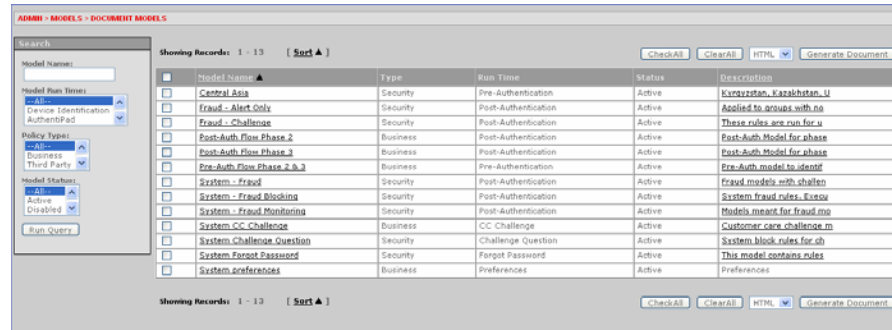 ADMIN > MODELS > DOCUMENT MODELS
Search
Model Name:
Model Run Time:
--All--
Device Identification
AuthentiPad
Policy Type:
--All--
Business
Third Party
Model Status:
--All--
Active
Disabled
Run Query
Showing Records: 1 - 13 [ Sort ▲ ] CheckAll ClearAll HTML Generate Document
Model Name ▲ Type Run Time Status Description
Central Asia Security Pre-Authentication Active Kyrgyzstan, Kazakhstan, U
Fraud - Alert Only Security Post-Authentication Active Applied to groups with no
Fraud - Challenge Security Post-Authentication Active These rules are run for u
Post-Auth Flow Phase 2 Business Post-Authentication Active Post-Auth Model for phase
Post-Auth Flow Phase 3 Business Post-Authentication Active Post-Auth Model for phase
Pre-Auth Flow Phase 2 & 3 Business Pre-Authentication Active Pre-Auth model to identif
System - Fraud Security Post-Authentication Active Fraud models with challen
System - Fraud Blocking Security Post-Authentication Active System fraud rules. Execu
System - Fraud Monitoring Security Post-Authentication Active Models meant for fraud mo
System CC Challenge Business CC Challenge Active Customer care challenge m
System Challenge Question Security Challenge Question Active System block rules for ch
System Forgot Password Security Forgot Password Active This model contains rules
System preferences Business Preferences Active Preferences
Showing Records: 1 - 13 [ Sort ▲ ] CheckAll ClearAll HTML Generate Document